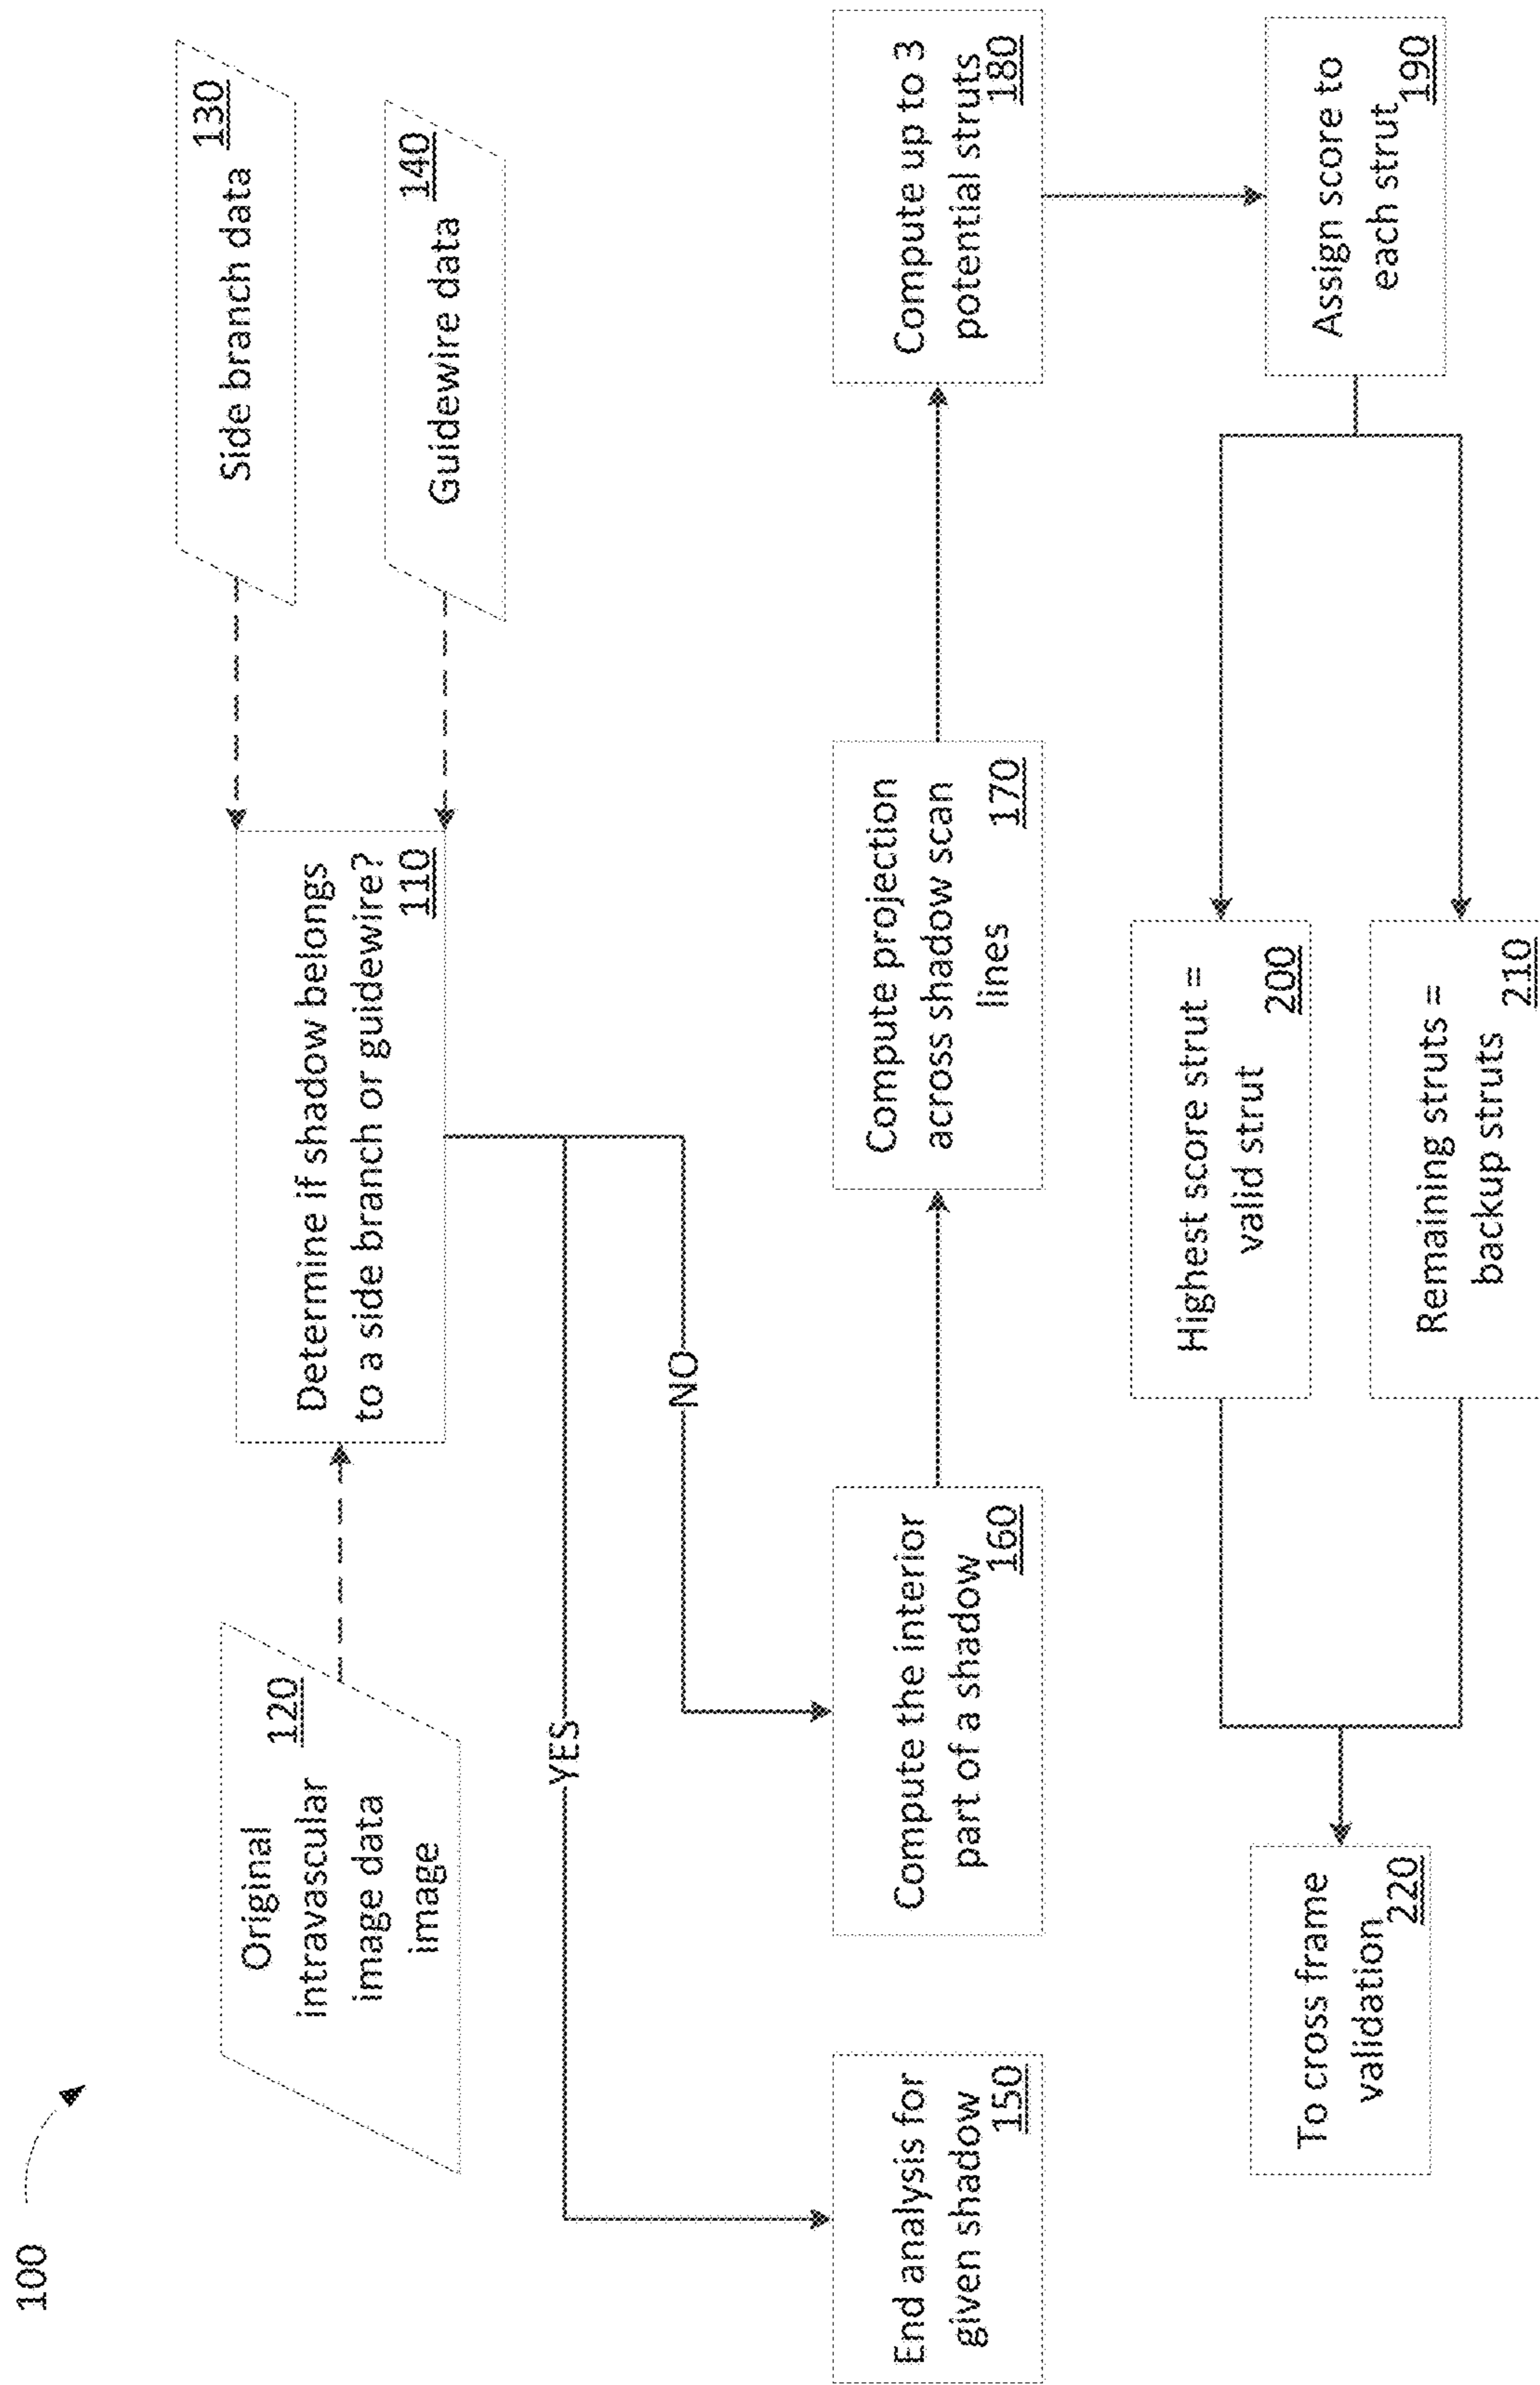 100
Original
120
intravascular
image data
image
Determine if shadow belongs
to a side branch or guidewire?
110
130
Side branch data
140
Guidewire data
YES
NO
End analysis for
given shadow
150
Compute the interior
part of a shadow
160
Compute projection
across shadow scan
lines 170
Compute up to 3
potential struts
180
Assign score to
each strut
190
Highest score strut =
valid strut 200
Remaining struts =
backup struts
210
To cross frame
validation
220